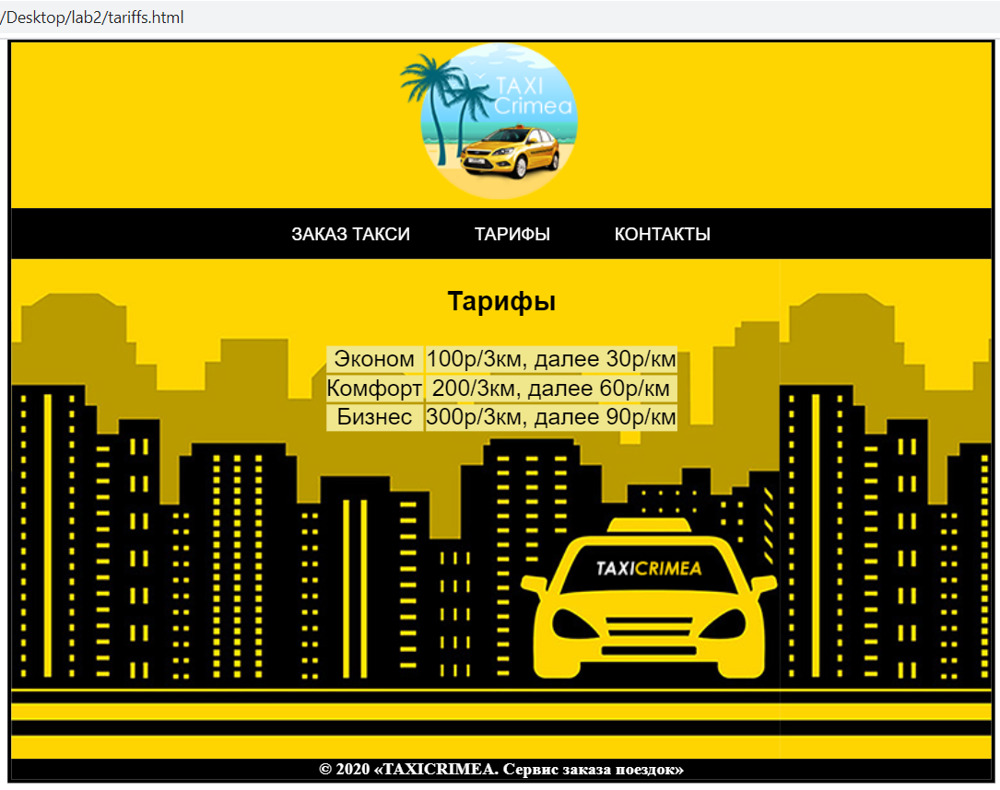 /Desktop/lab2/tariffs.html
TAXI
Crimea
ЗАКАЗ ТАКСИ ТАРИФЫ КОНТАКТЫ
Тарифы
Эконом 100р/3км, далее 30р/км
Комфорт 200/3км, далее 60р/км
Бизнес 300р/3км, далее 90р/км
TAXICRIMEA
© 2020 «TAXICRIMEA. Сервис заказа поездок»